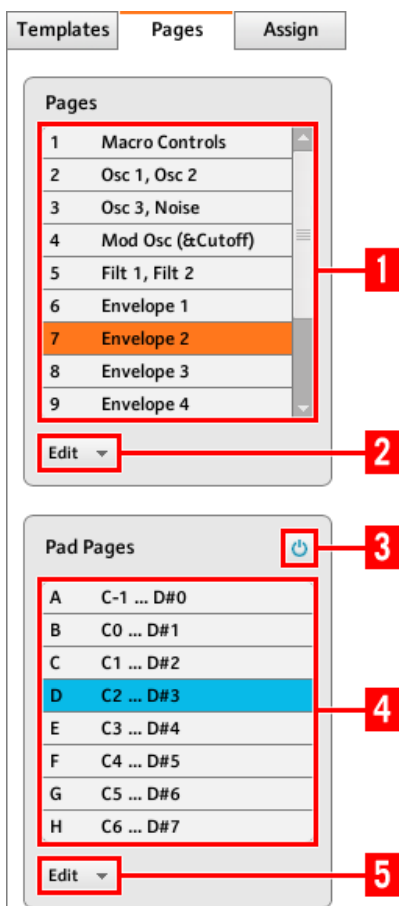 Templates Pages Assign
Pages
1 Macro Controls
2 Osc 1, Osc 2
3 Osc 3, Noise
4 Mod Osc (&Cutoff)
5 Filt 1, Filt 2
6 Envelope 1
7 Envelope 2
8 Envelope 3
9 Envelope 4
1
Edit
2
Pad Pages
3
A C-1 ... D#0
B C0 ... D#1
C C1 ... D#2
D C2 ... D#3
E C3 ... D#4
F C4 ... D#5
G C5 ... D#6
H C6 ... D#7
4
Edit
5